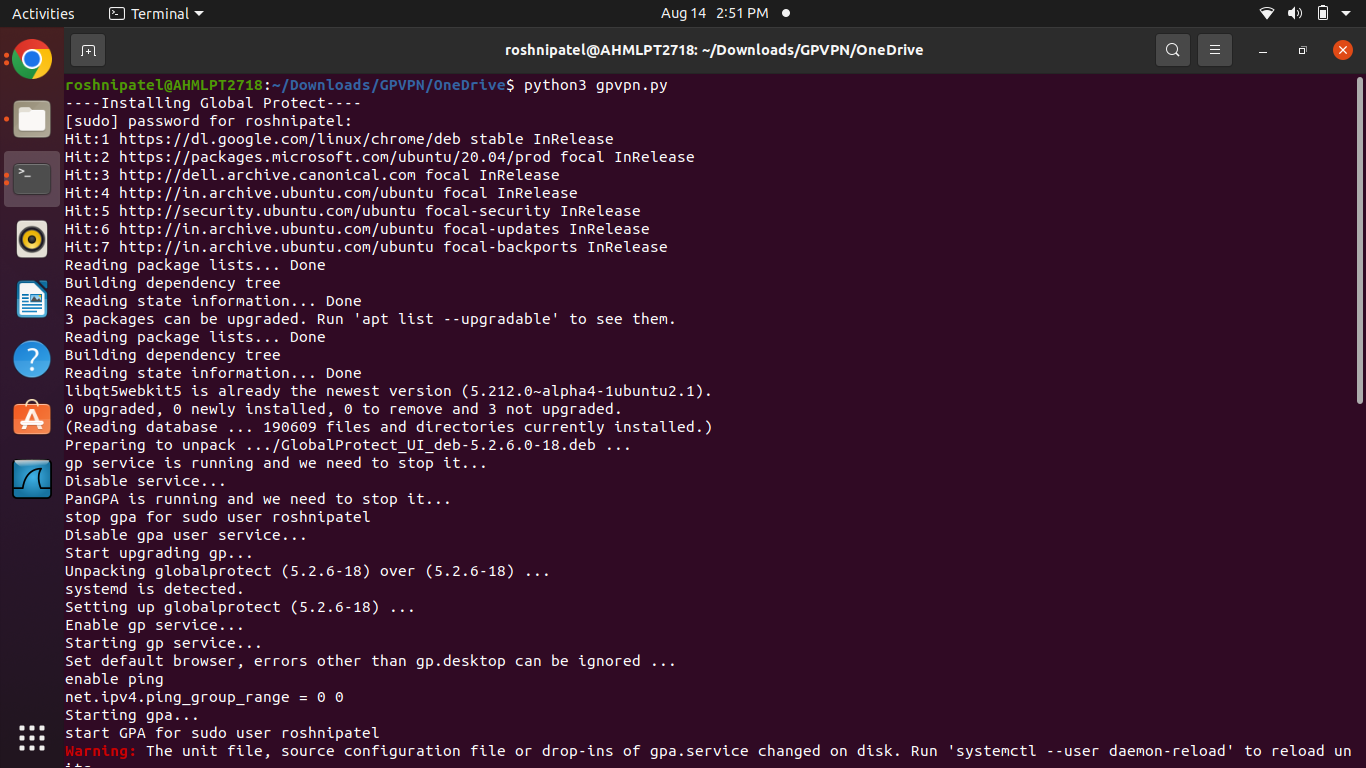 Activities
Terminal
Aug 14 2:51 PM
roshnipatel@AHMLPT2718: ~/Downloads/GPVPN/OneDrive
roshnipatel@AHMLPT2718:~/Downloads/GPVPN/OneDrive$ python3 gpvpn.py
----Installing Global Protect----
[sudo] password for roshnipatel:
Hit:1 https://dl.google.com/linux/chrome/deb stable InRelease
Hit:2 https://packages.microsoft.com/ubuntu/20.04/prod focal InRelease
Hit:3 http://dell.archive.canonical.com focal InRelease
Hit:4 http://in.archive.ubuntu.com/ubuntu focal InRelease
Hit:5 http://security.ubuntu.com/ubuntu focal-security InRelease
Hit:6 http://in.archive.ubuntu.com/ubuntu focal-updates InRelease
Hit:7 http://in.archive.ubuntu.com/ubuntu focal-backports InRelease
Reading package lists... Done
Building dependency tree
Reading state information... Done
3 packages can be upgraded. Run 'apt list --upgradable' to see them.
Reading package lists... Done
Building dependency tree
Reading state information... Done
libqt5webkit5 is already the newest version (5.212.0~alpha4-1ubuntu2.1).
0 upgraded, 0 newly installed, 0 to remove and 3 not upgraded.
(Reading database ... 190609 files and directories currently installed.)
Preparing to unpack .../GlobalProtect_UI_deb-5.2.6.0-18.deb ...
gp service is running and we need to stop it...
Disable service...
PanGPA is running and we need to stop it...
stop gpa for sudo user roshnipatel
Disable gpa user service...
Start upgrading gp...
Unpacking globalprotect (5.2.6-18) over (5.2.6-18) ...
systemd is detected.
Setting up globalprotect (5.2.6-18) ...
Enable gp service...
Starting gp service...
Set default browser, errors other than gp.desktop can be ignored ...
enable ping
net.ipv4.ping_group_range = 0 0
Starting gpa...
start GPA for sudo user roshnipatel
Warning: The unit file, source configuration file or drop-ins of gpa.service changed on disk. Run 'systemctl --user daemon-reload' to reload un